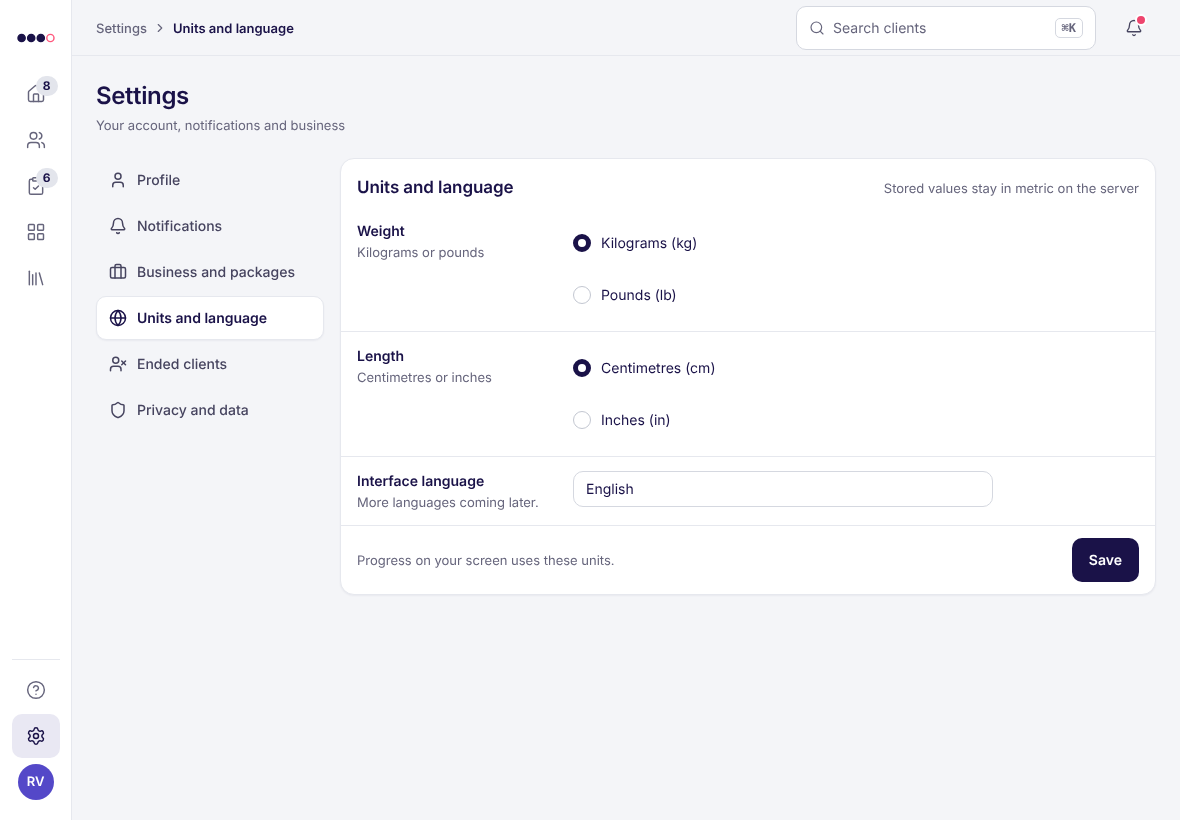 Settings
Units and language
Search clients
⌘K
8
6
Settings
Your account, notifications and business
Profile
Notifications
Business and packages
Units and language
Ended clients
Privacy and data
Units and language
Stored values stay in metric on the server
Weight
Kilograms or pounds
Kilograms (kg)
Pounds (lb)
Length
Centimetres or inches
Centimetres (cm)
Inches (in)
Interface language
More languages coming later.
English
Progress on your screen uses these units.
Save
RV